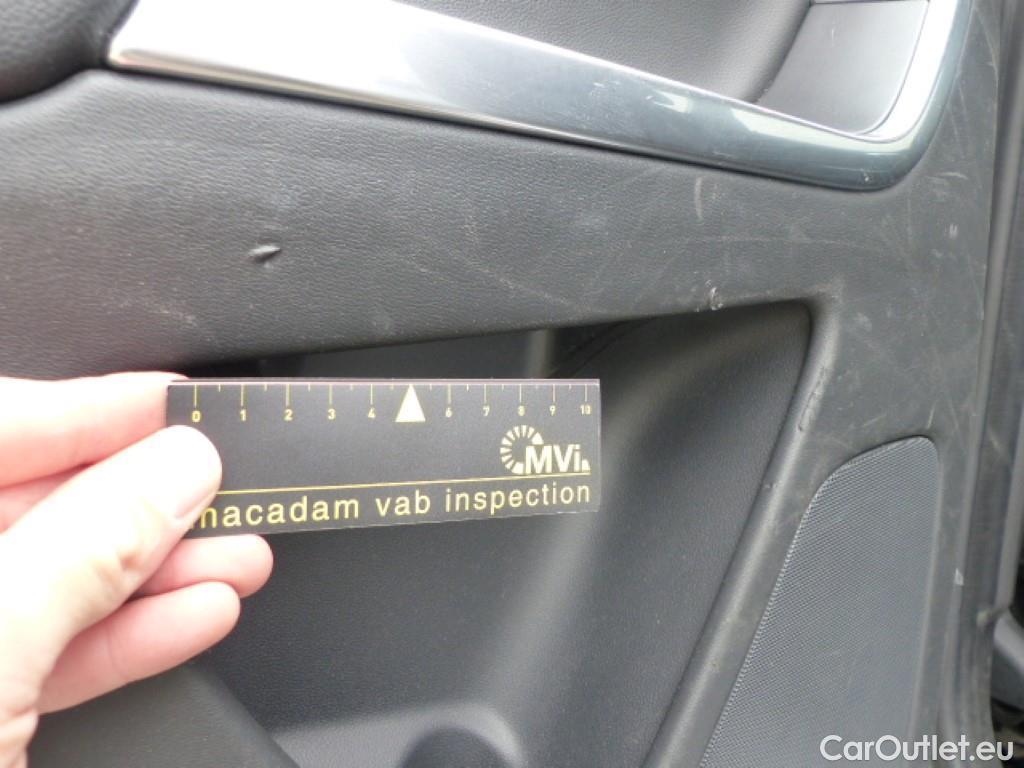 0 1 2 3 4 6 7 8 9 10
MVi
macadam vab inspection
CarOutlet.eu